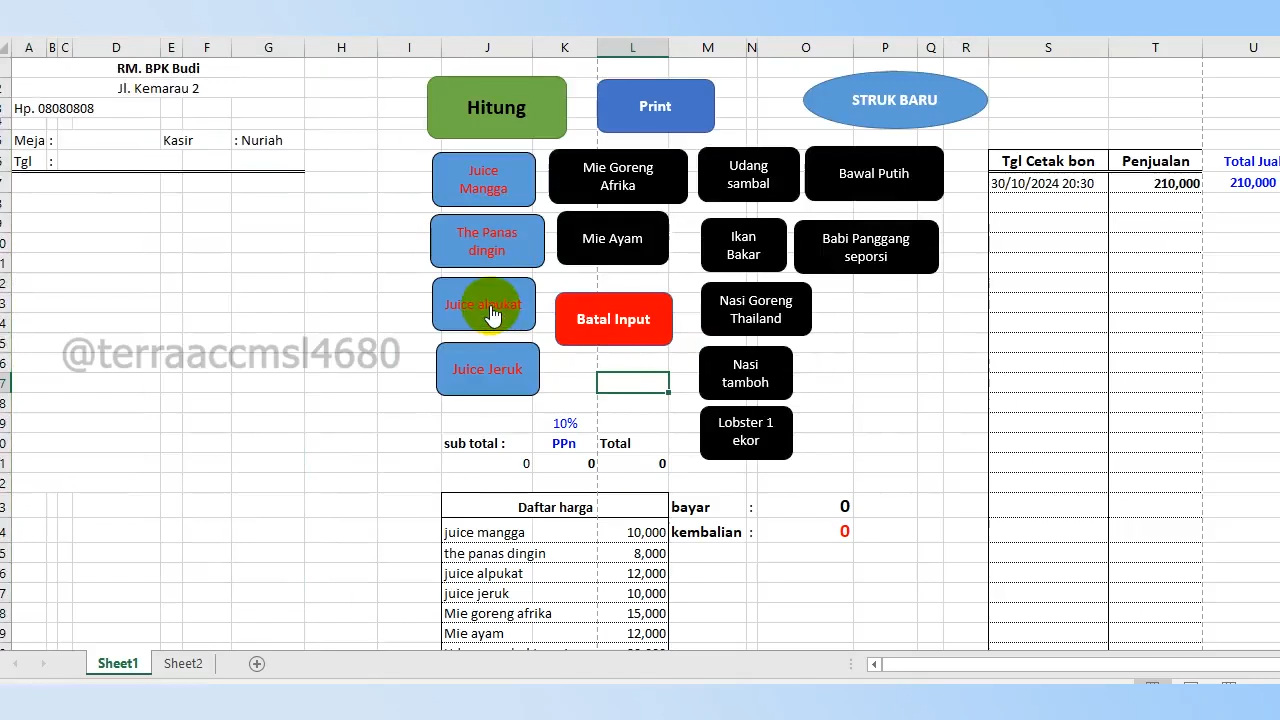 A B C D E F G H I J K L M N O P Q R S T U
RM. BPK Budi
Jl. Kemarau 2
Hp. 08080808
Meja : Kasir : Nuriah
Tgl :
Hitung
Print
STRUK BARU
Juice
Mangga
Mie Goreng
Afrika
Udang
sambal
Bawal Putih
The Panas
dingin
Mie Ayam
Ikan
Bakar
Babi Panggang
seporsi
Juice alpukat
Batal Input
Nasi Goreng
Thailand
Juice Jeruk
Nasi
tamboh
Lobster 1
ekor
@terraaccmsl4680
Tgl Cetak bon Penjualan Total Jual
30/10/2024 20:30 210,000 210,000
10%
sub total : PPn Total
0 0 0
Daftar harga
bayar : 0
kembalian : 0
juice mangga 10,000
the panas dingin 8,000
juice alpukat 12,000
juice jeruk 10,000
Mie goreng afrika 15,000
Mie ayam 12,000
Sheet1 Sheet2